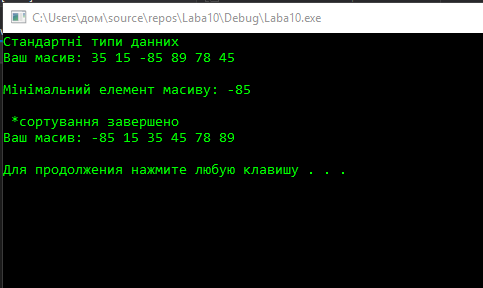 C:\Users\дом\source\repos\Laba10\Debug\Laba10.exe
Стандартні типи данних
Ваш масив: 35 15 -85 89 78 45
Мінімальний елемент масиву: -85
*сортування завершено
Ваш масив: -85 15 35 45 78 89
Для продолжения нажмите любую клавишу . . .